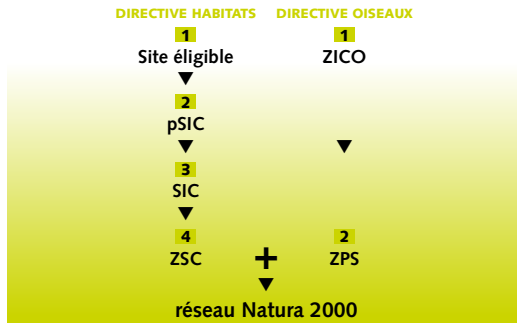 DIRECTIVE HABITATS DIRECTIVE OISEAUX
1 1
Site éligible ZICO
2
pSIC
3
SIC
4 2
ZSC + ZPS
réseau Natura 2000